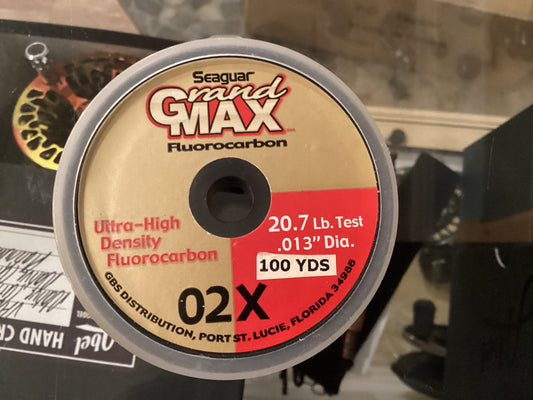 Seaguar
Grand
MAX
Fluorocarbon
Ultra-High
Density
Fluorocarbon
20.7 Lb. Test
.013” Dia.
100 YDS
02X
GBS DISTRIBUTION, PORT ST. LUCIE, FLORIDA 34986
Abel HAND CR